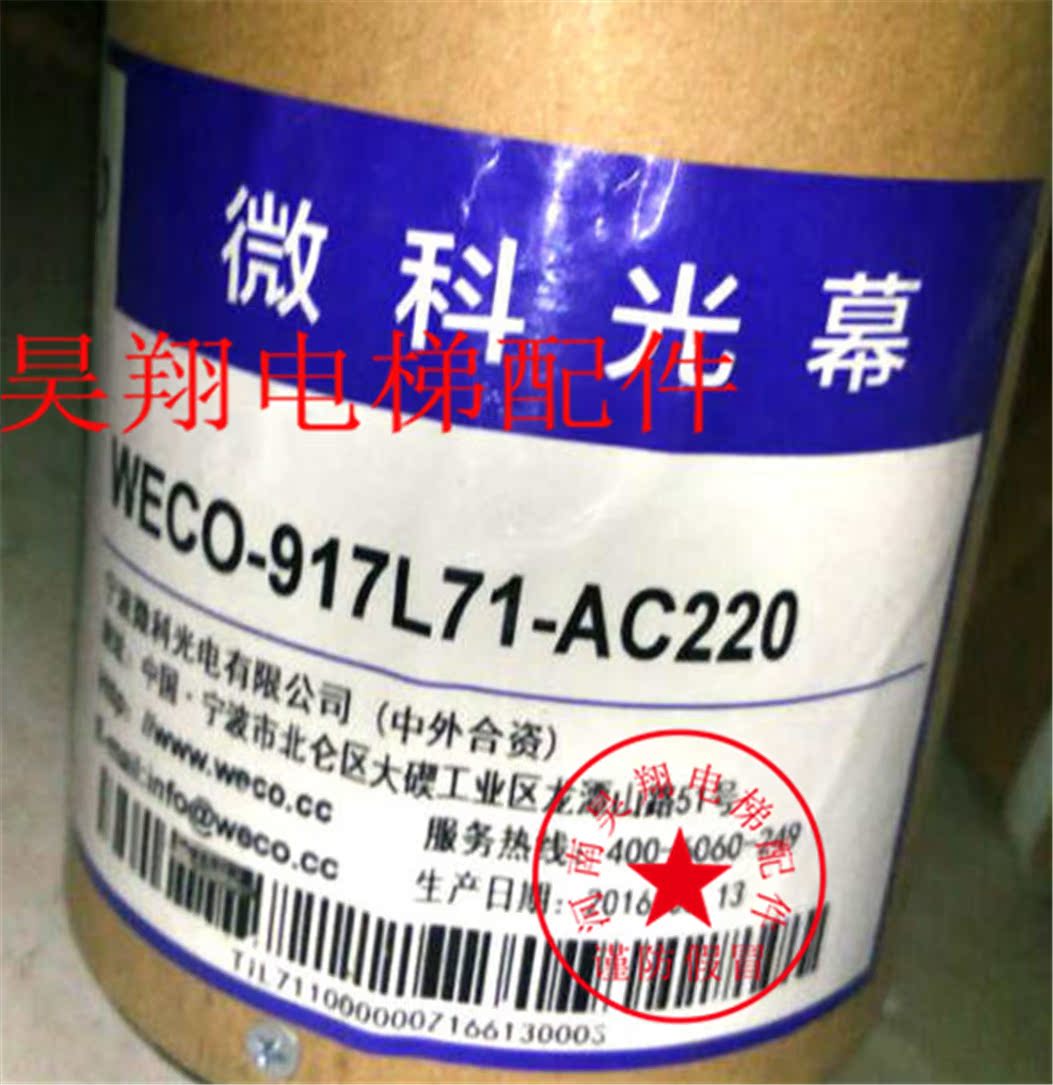 微科光幕
昊翔电梯配件
WECO-917L71-AC220
宁波微科光电有限公司（中外合资）
中国·宁波市北仑区大碶工业区龙潭山路51号
//www.weco.cc
E-mail:info@weco.cc
服务热线 400-6060-249
生产日期: 2016 13
河南昊翔电梯配件
谨防假冒